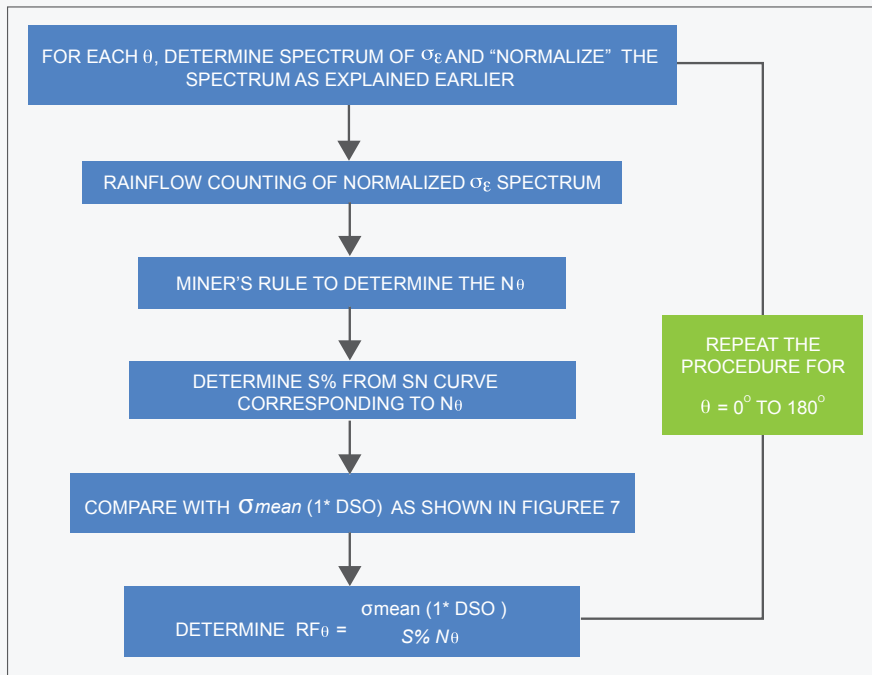 FOR EACH θ, DETERMINE SPECTRUM OF σε AND “NORMALIZE” THE
SPECTRUM AS EXPLAINED EARLIER
RAINFLOW COUNTING OF NORMALIZED σε SPECTRUM
MINER’S RULE TO DETERMINE THE Nθ
DETERMINE S% FROM SN CURVE
CORRESPONDING TO Nθ
COMPARE WITH σmean (1* DSO) AS SHOWN IN FIGUREE 7
DETERMINE RFθ =
σmean (1* DSO )
S% Nθ
REPEAT THE
PROCEDURE FOR
θ = 0° TO 180°